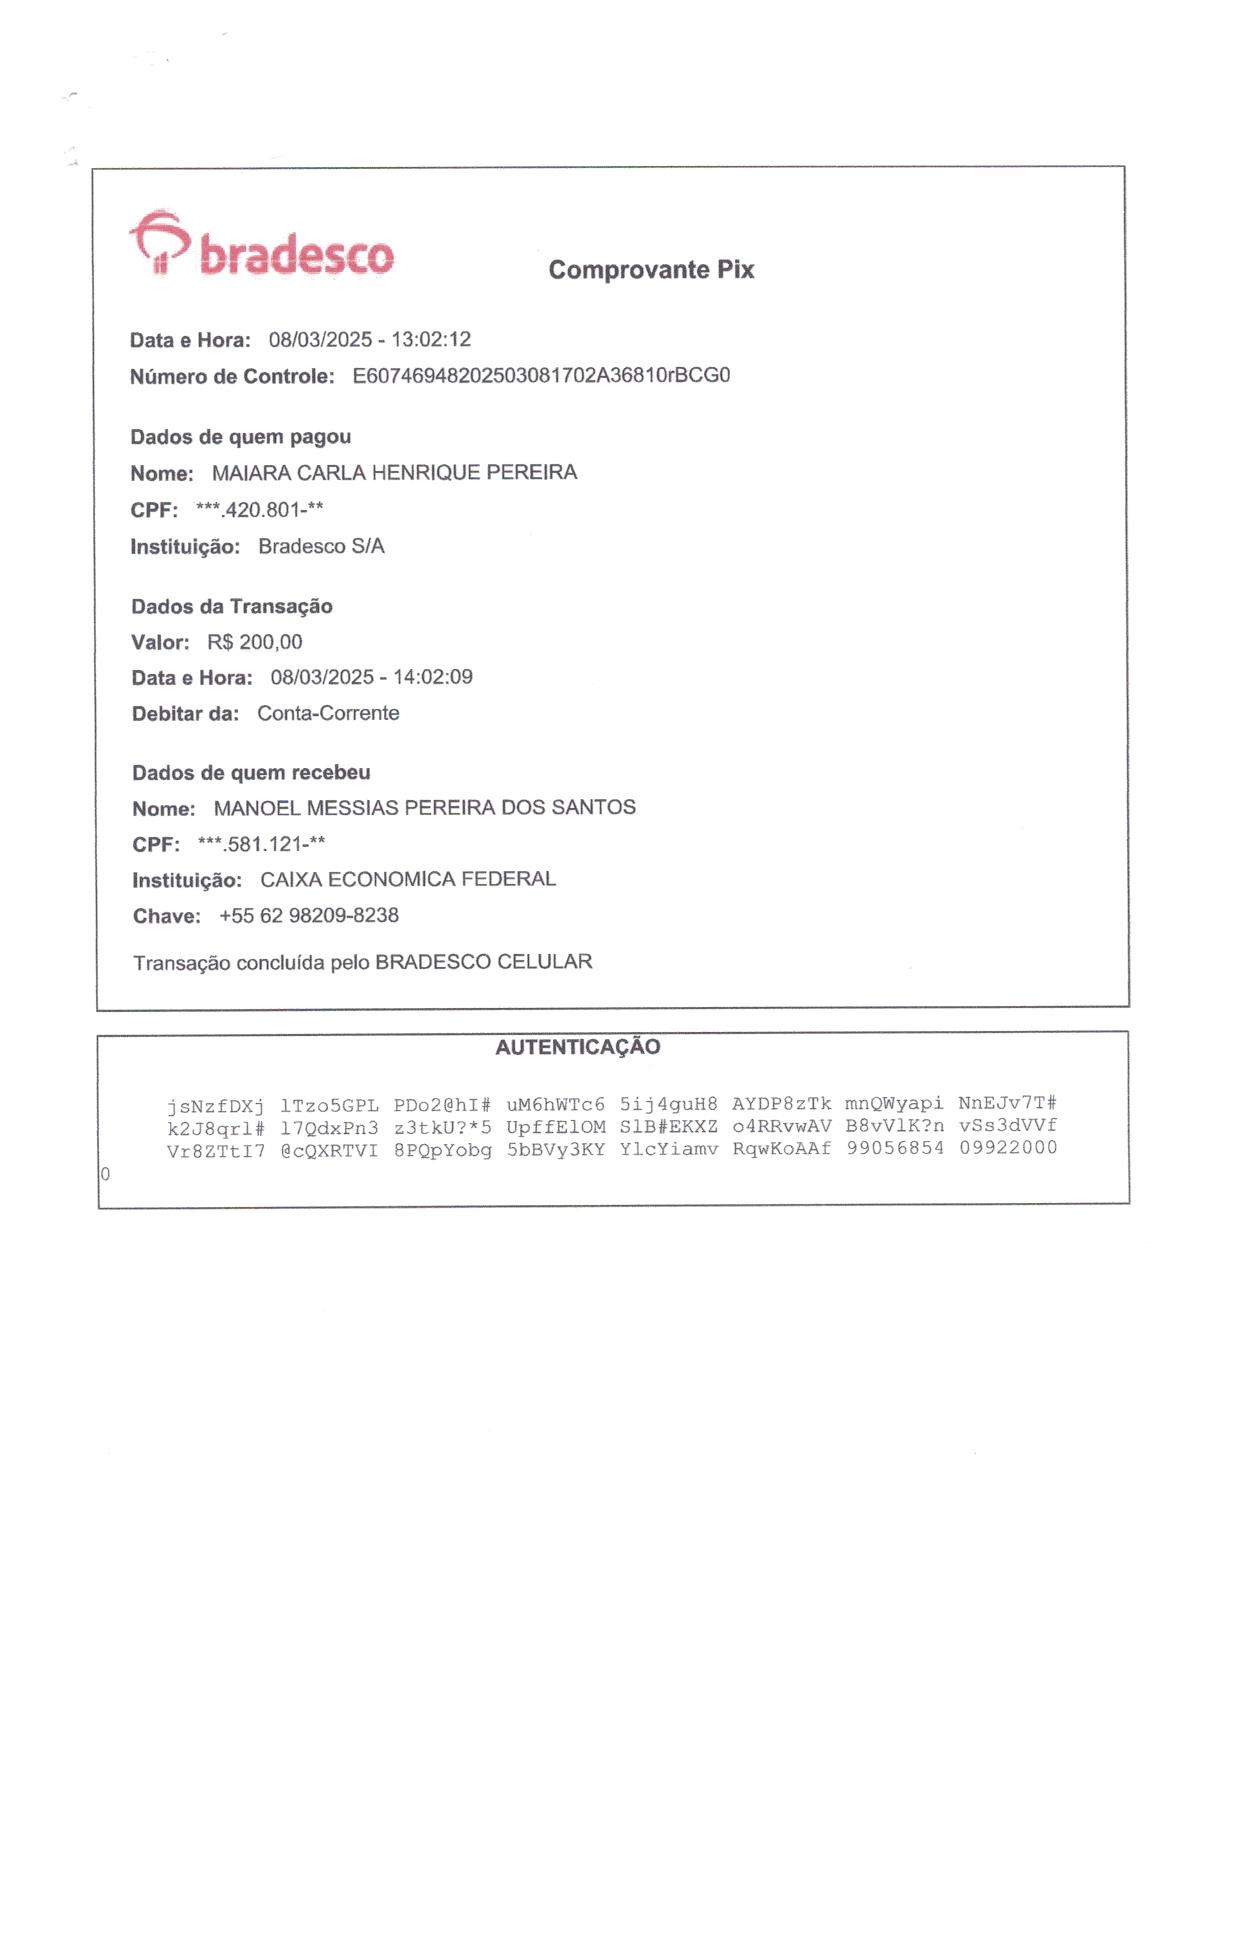 bradesco
Comprovante Pix
Data e Hora: 08/03/2025 - 13:02:12
Número de Controle: E60746948202503081702A36810rBCG0
Dados de quem pagou
Nome: MAIARA CARLA HENRIQUE PEREIRA
CPF: ***.420.801-**
Instituição: Bradesco S/A
Dados da Transação
Valor: R$ 200,00
Data e Hora: 08/03/2025 - 14:02:09
Debitar da: Conta-Corrente
Dados de quem recebeu
Nome: MANOEL MESSIAS PEREIRA DOS SANTOS
CPF: ***.581.121-**
Instituição: CAIXA ECONOMICA FEDERAL
Chave: +55 62 98209-8238
Transação concluída pelo BRADESCO CELULAR
AUTENTICAÇÃO
jsNzfDXj lTzo5GPL PDo2@hI# uM6hWTc6 5ij4guH8 AYDP8zTk mnQWyapi NnEJv7T#
k2J8qrl# l7QdxPn3 z3tkU?*5 UpffElOM SlB#EKXZ o4RRvwAV B8vVlK?n vSs3dVVf
Vr8ZTtI7 @cQXRTVI 8PQpYobg 5bBVy3KY YlcYiamv RqwKoAAf 99056854 09922000
0